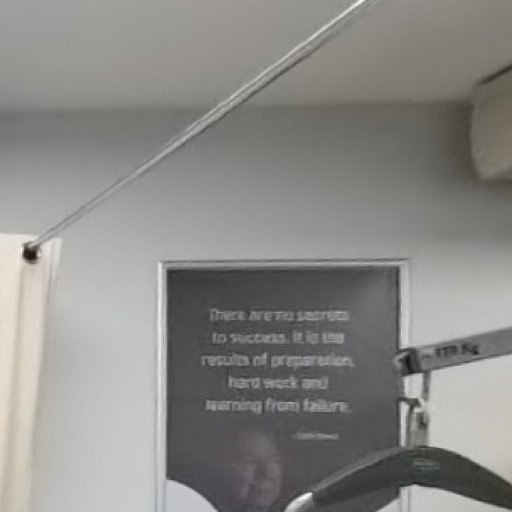 There are no secrets
to success. It is the
results of preparation,
hard work and
learning from failure.